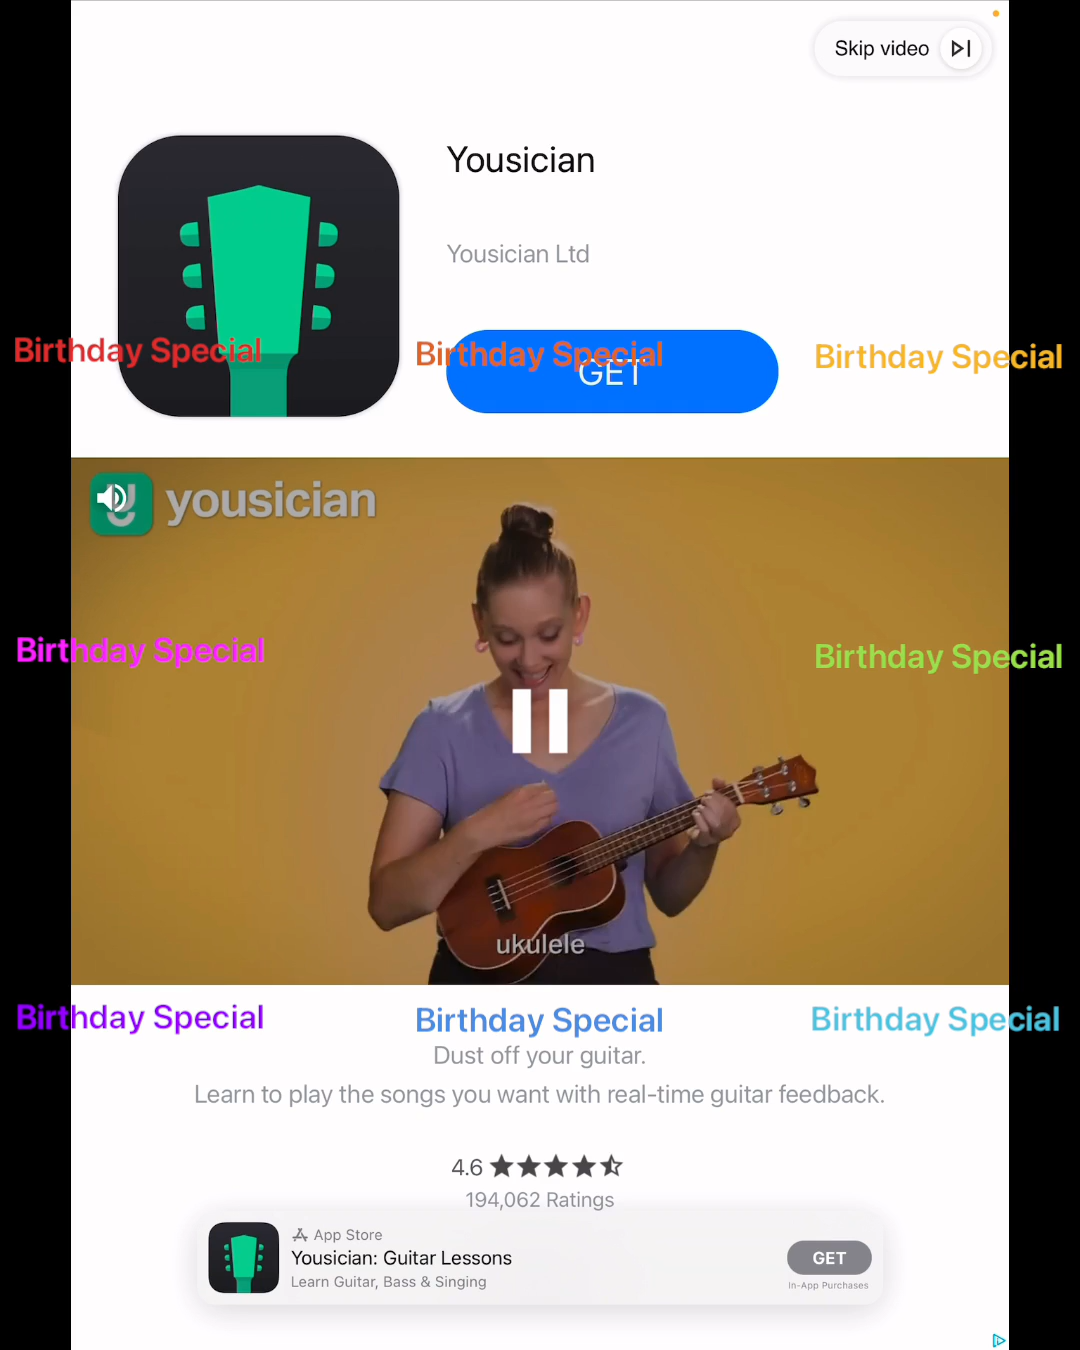 Skip video
Yousician
Yousician Ltd
Birthday Special
Birthday Special
Birthday Special
GET
yousician
Birthday Special
Birthday Special
ukulele
Birthday Special
Birthday Special
Birthday Special
Dust off your guitar.
Learn to play the songs you want with real-time guitar feedback.
4.6
194,062 Ratings
App Store
Yousician: Guitar Lessons
GET
Learn Guitar, Bass & Singing
In-App Purchases